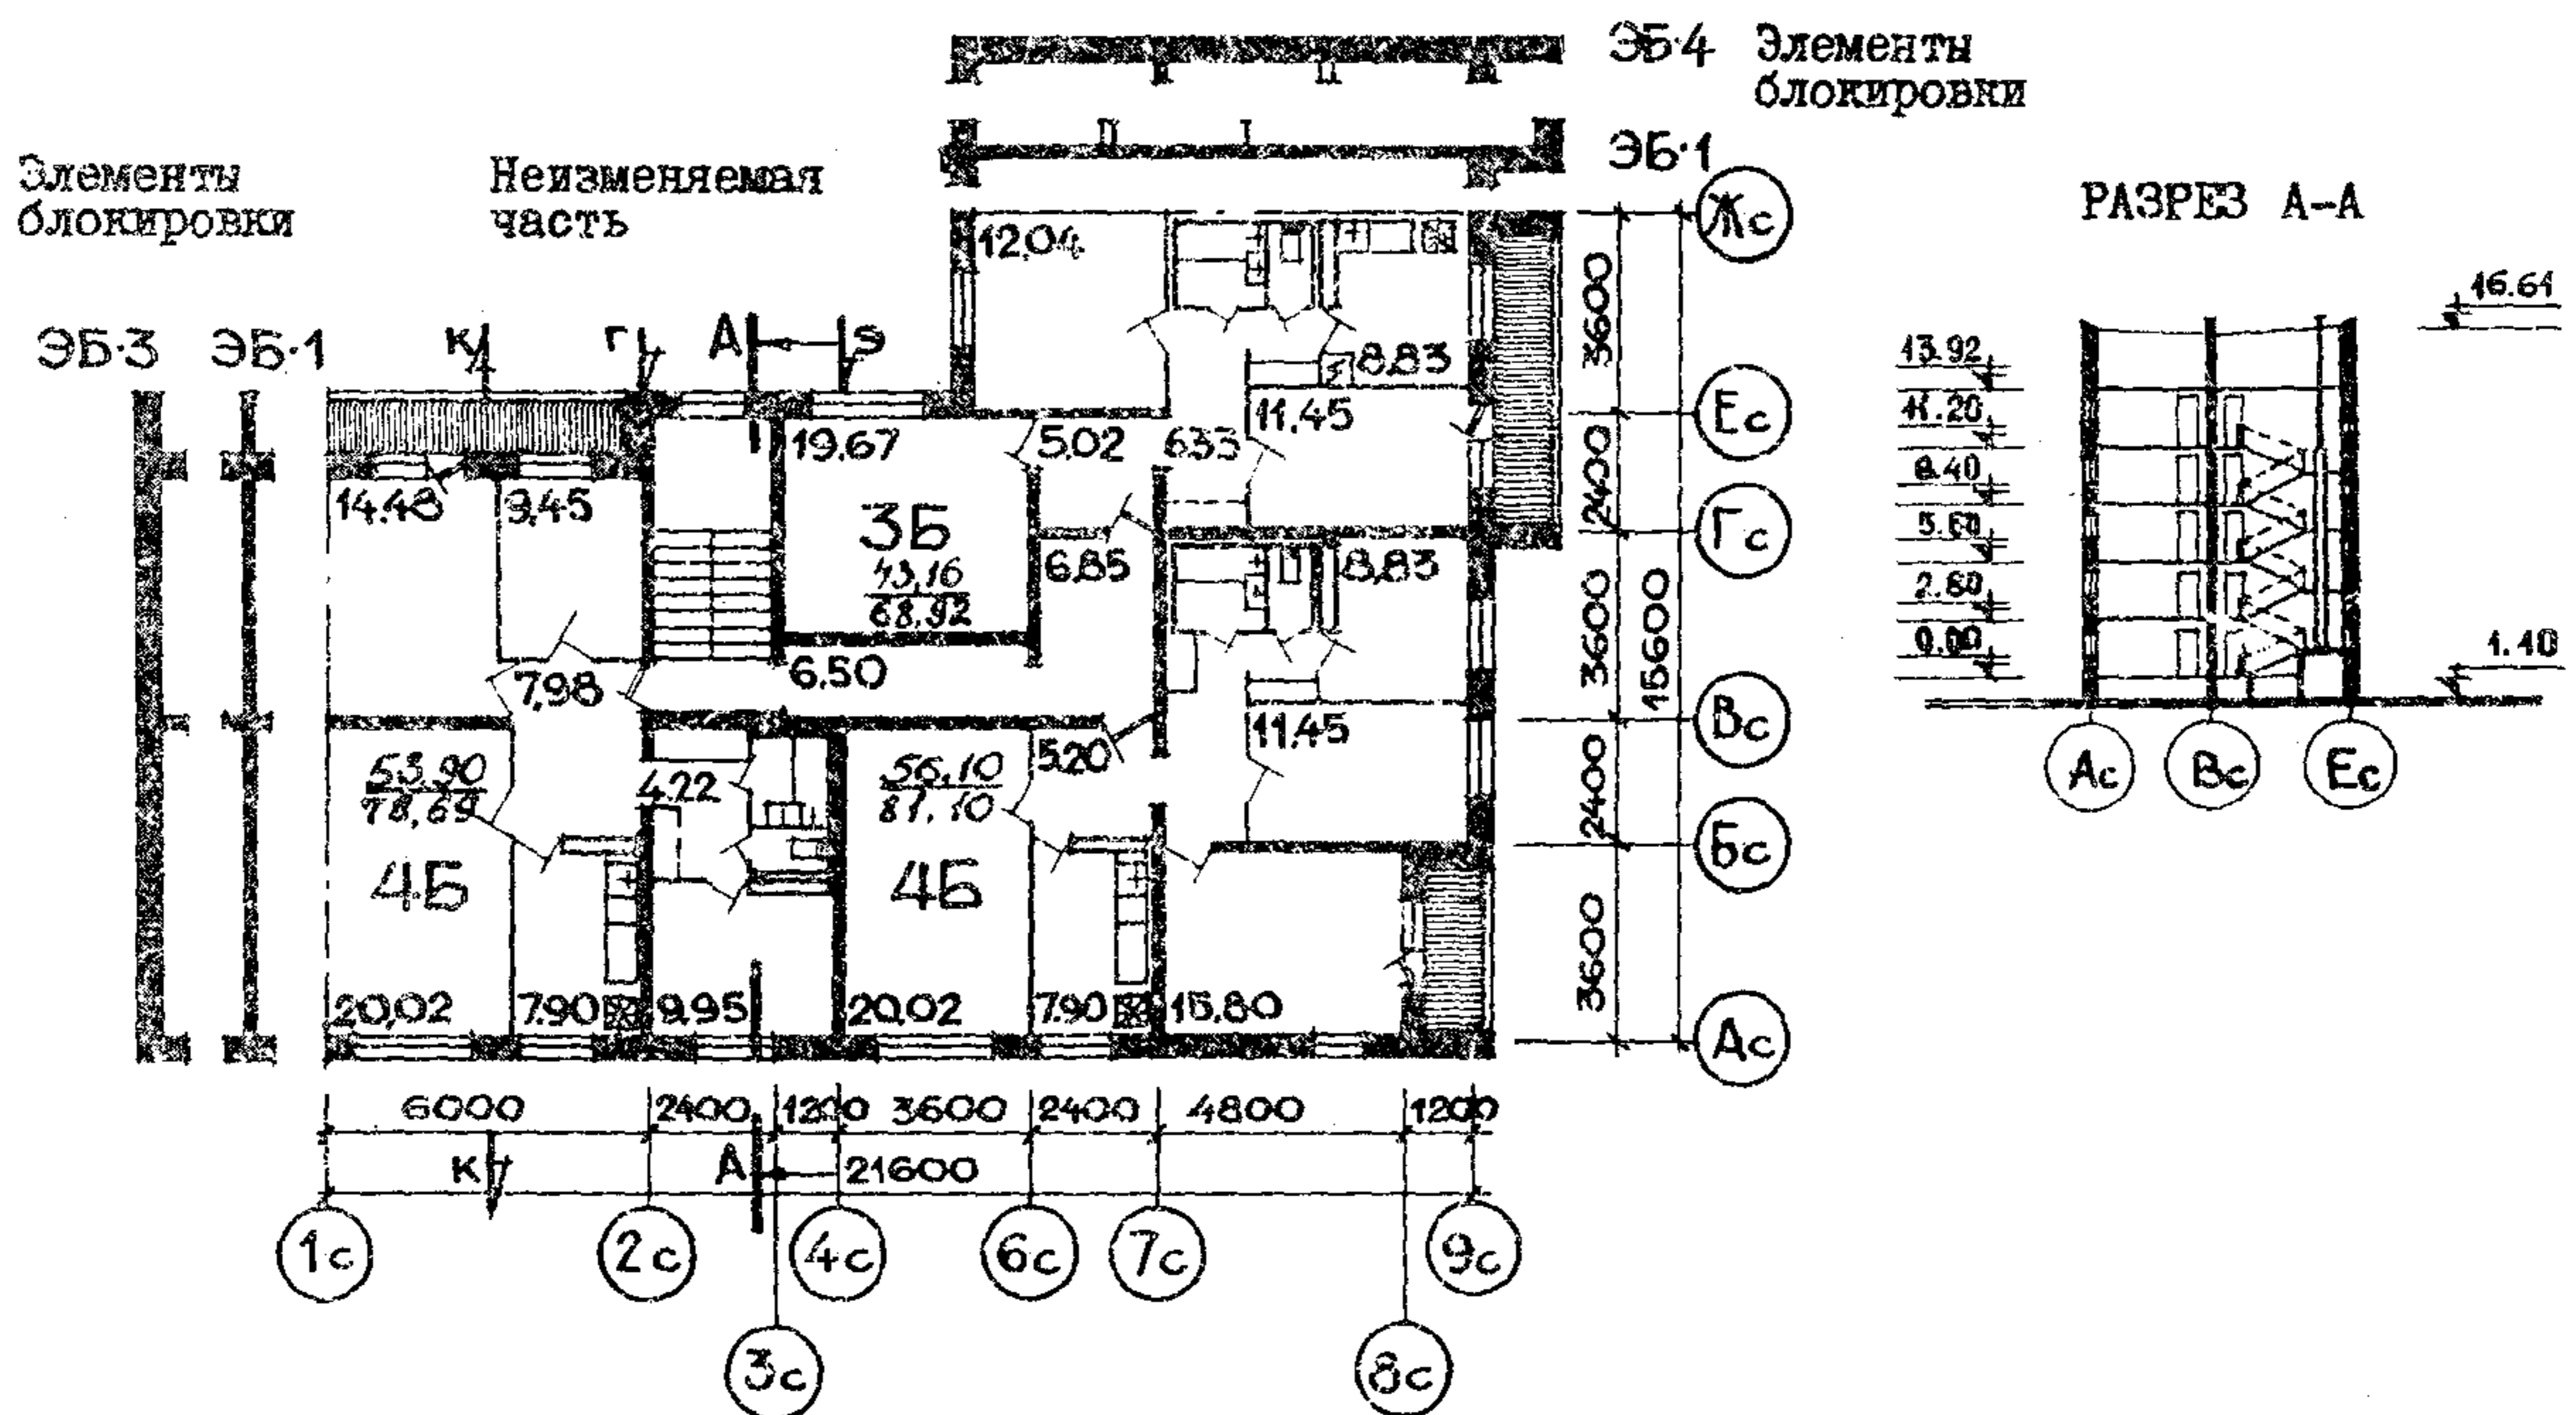 ЭБ·4 Элементы
блокировки
ЭБ·1
Элементы
блокировки
Неизменяемая
часть
РАЗРЕЗ А-А
ЭБ·3
ЭБ·1
К
Г
А
Э
12,04
8,83
11,45
19,67
5,02
6,33
14,48
9,45
3Б
43,16
68,92
6,85
8,83
7,98
6,50
11,45
53,90
78,69
4Б
4,22
56,10
87,10
4Б
5,20
20,02
7,90
9,95
20,02
7,90
15,80
3600
2400
3600
2400
3600
15600
Жс
Ес
Гс
Вс
Бс
Ас
6000
2400
1200
3600
2400
4800
1200
К
А
21600
1с
2с
4с
6с
7с
9с
3с
8с
16.61
13.92
11.20
8.40
5.60
2.80
0.00
1.40
Ас
Вс
Ес